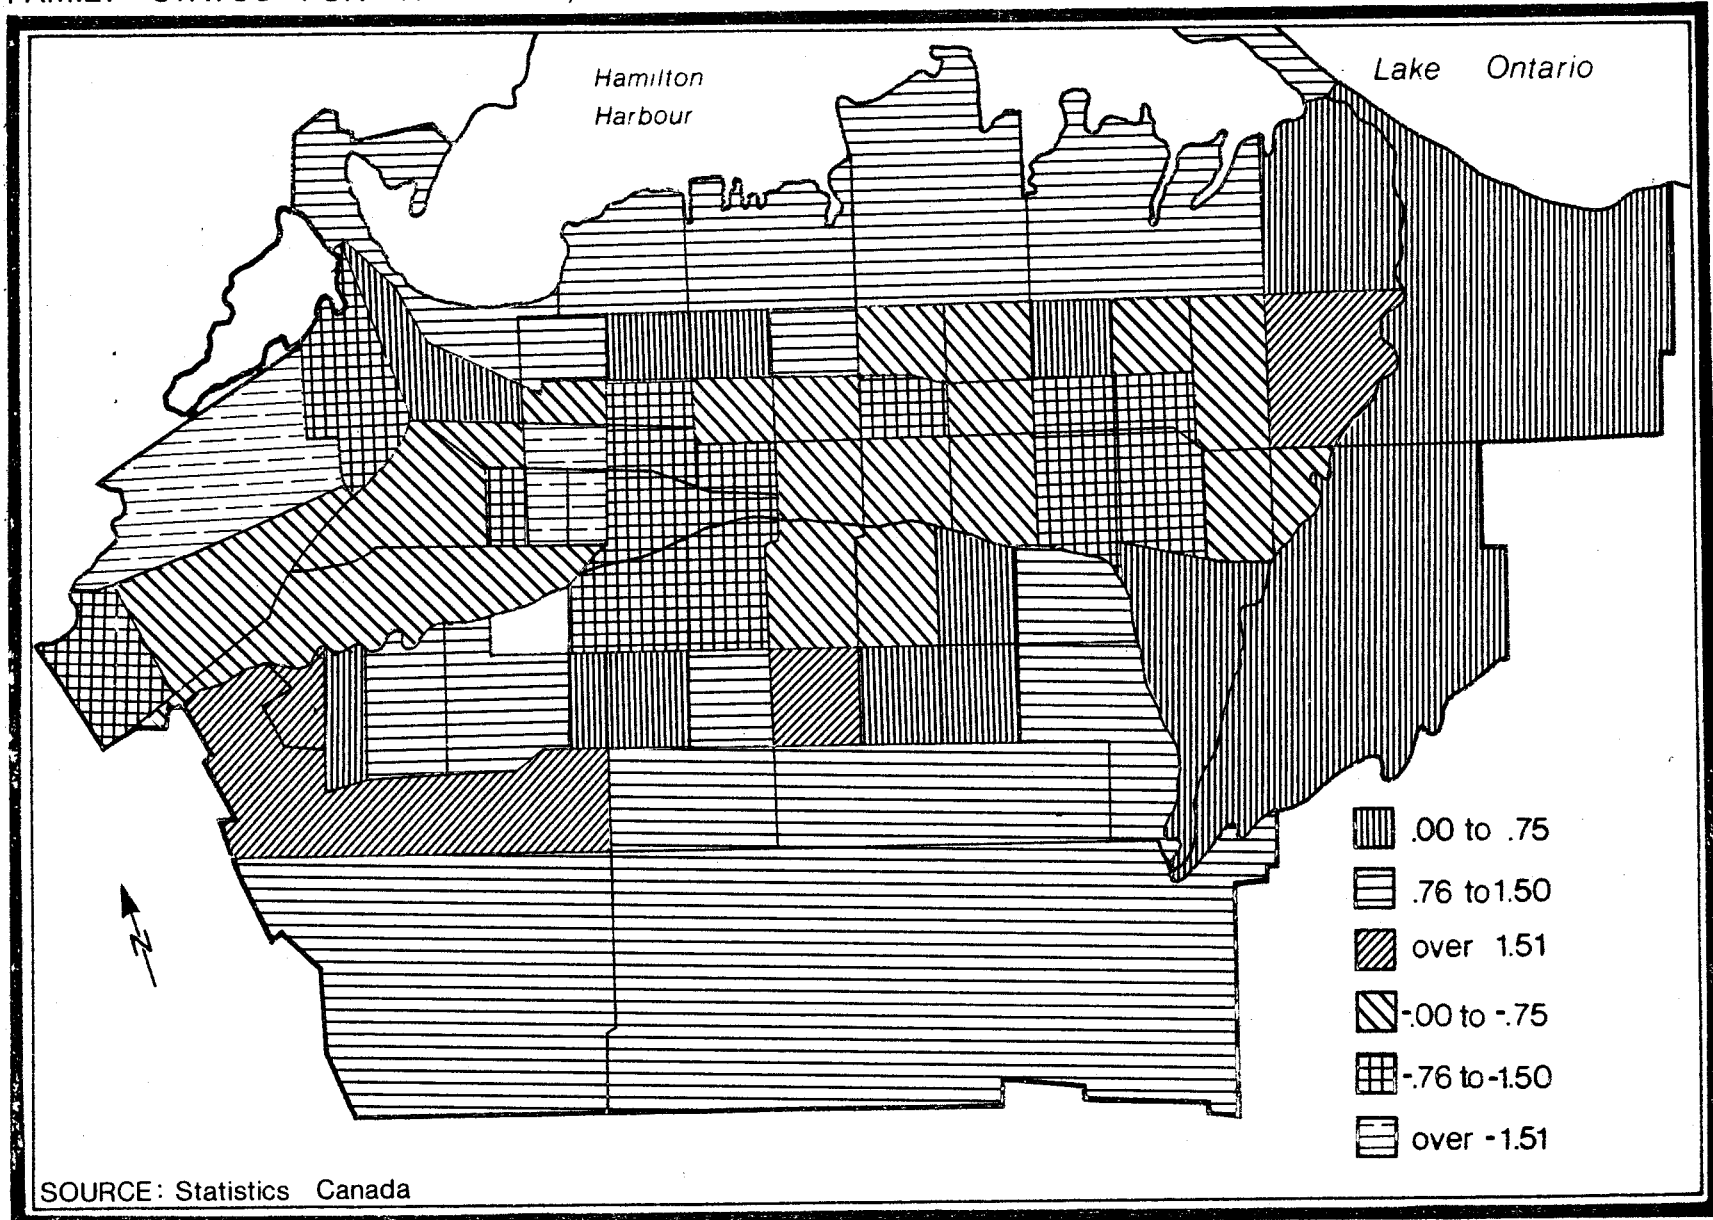 Hamilton
Harbour
Lake Ontario
.00 to .75
.76 to 1.50
over 1.51
-.00 to -.75
-.76 to -1.50
over -1.51
N
SOURCE: Statistics Canada